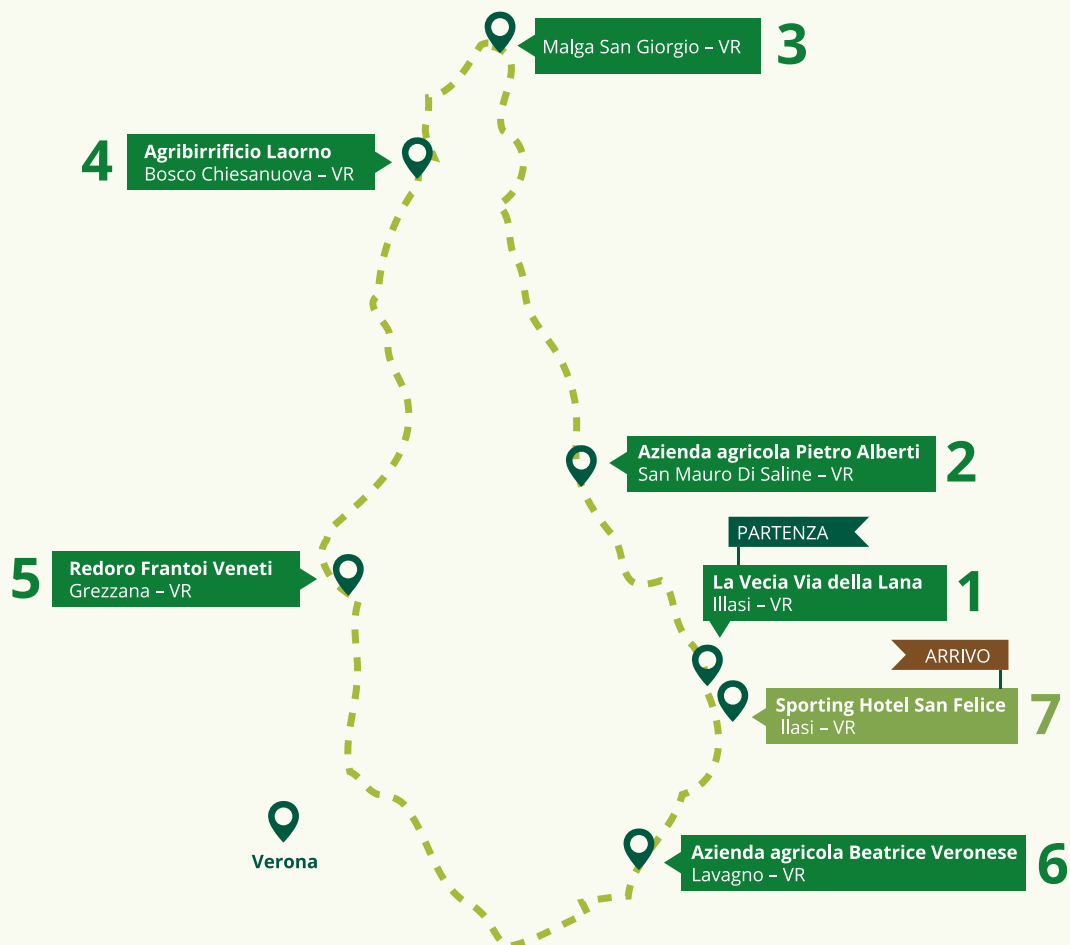 Malga San Giorgio – VR
3
4
Agribirrificio Laorno
Bosco Chiesanuova – VR
Azienda agricola Pietro Alberti
San Mauro Di Saline – VR
2
PARTENZA
5
Redoro Frantoi Veneti
Grezzana – VR
La Vecia Via della Lana
Illasi – VR
1
ARRIVO
Sporting Hotel San Felice
Ilasi – VR
7
Verona
Azienda agricola Beatrice Veronese
Lavagno – VR
6